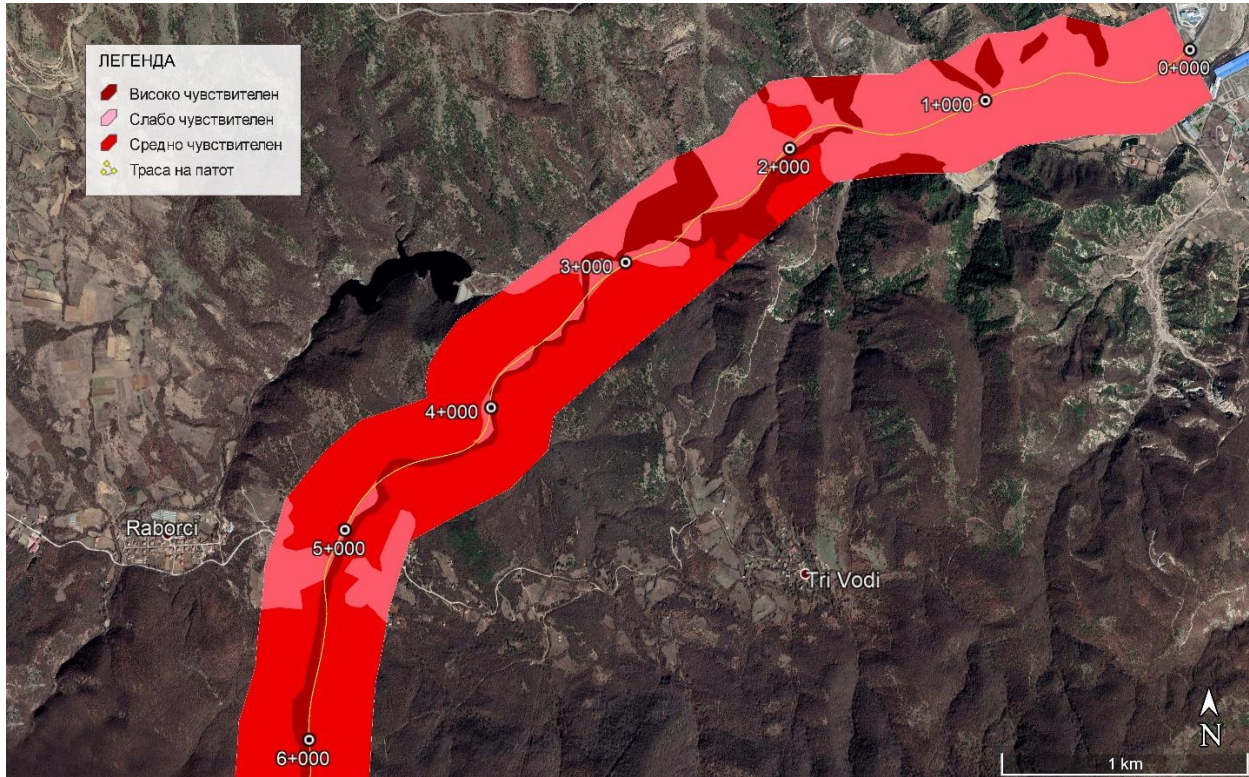 ЛЕГЕНДА
Високо чувствителен
Слабо чувствителен
Средно чувствителен
Траса на патот
0+000
1+000
2+000
3+000
4+000
5+000
Raborci
Tri Vodi
6+000
N
1 km